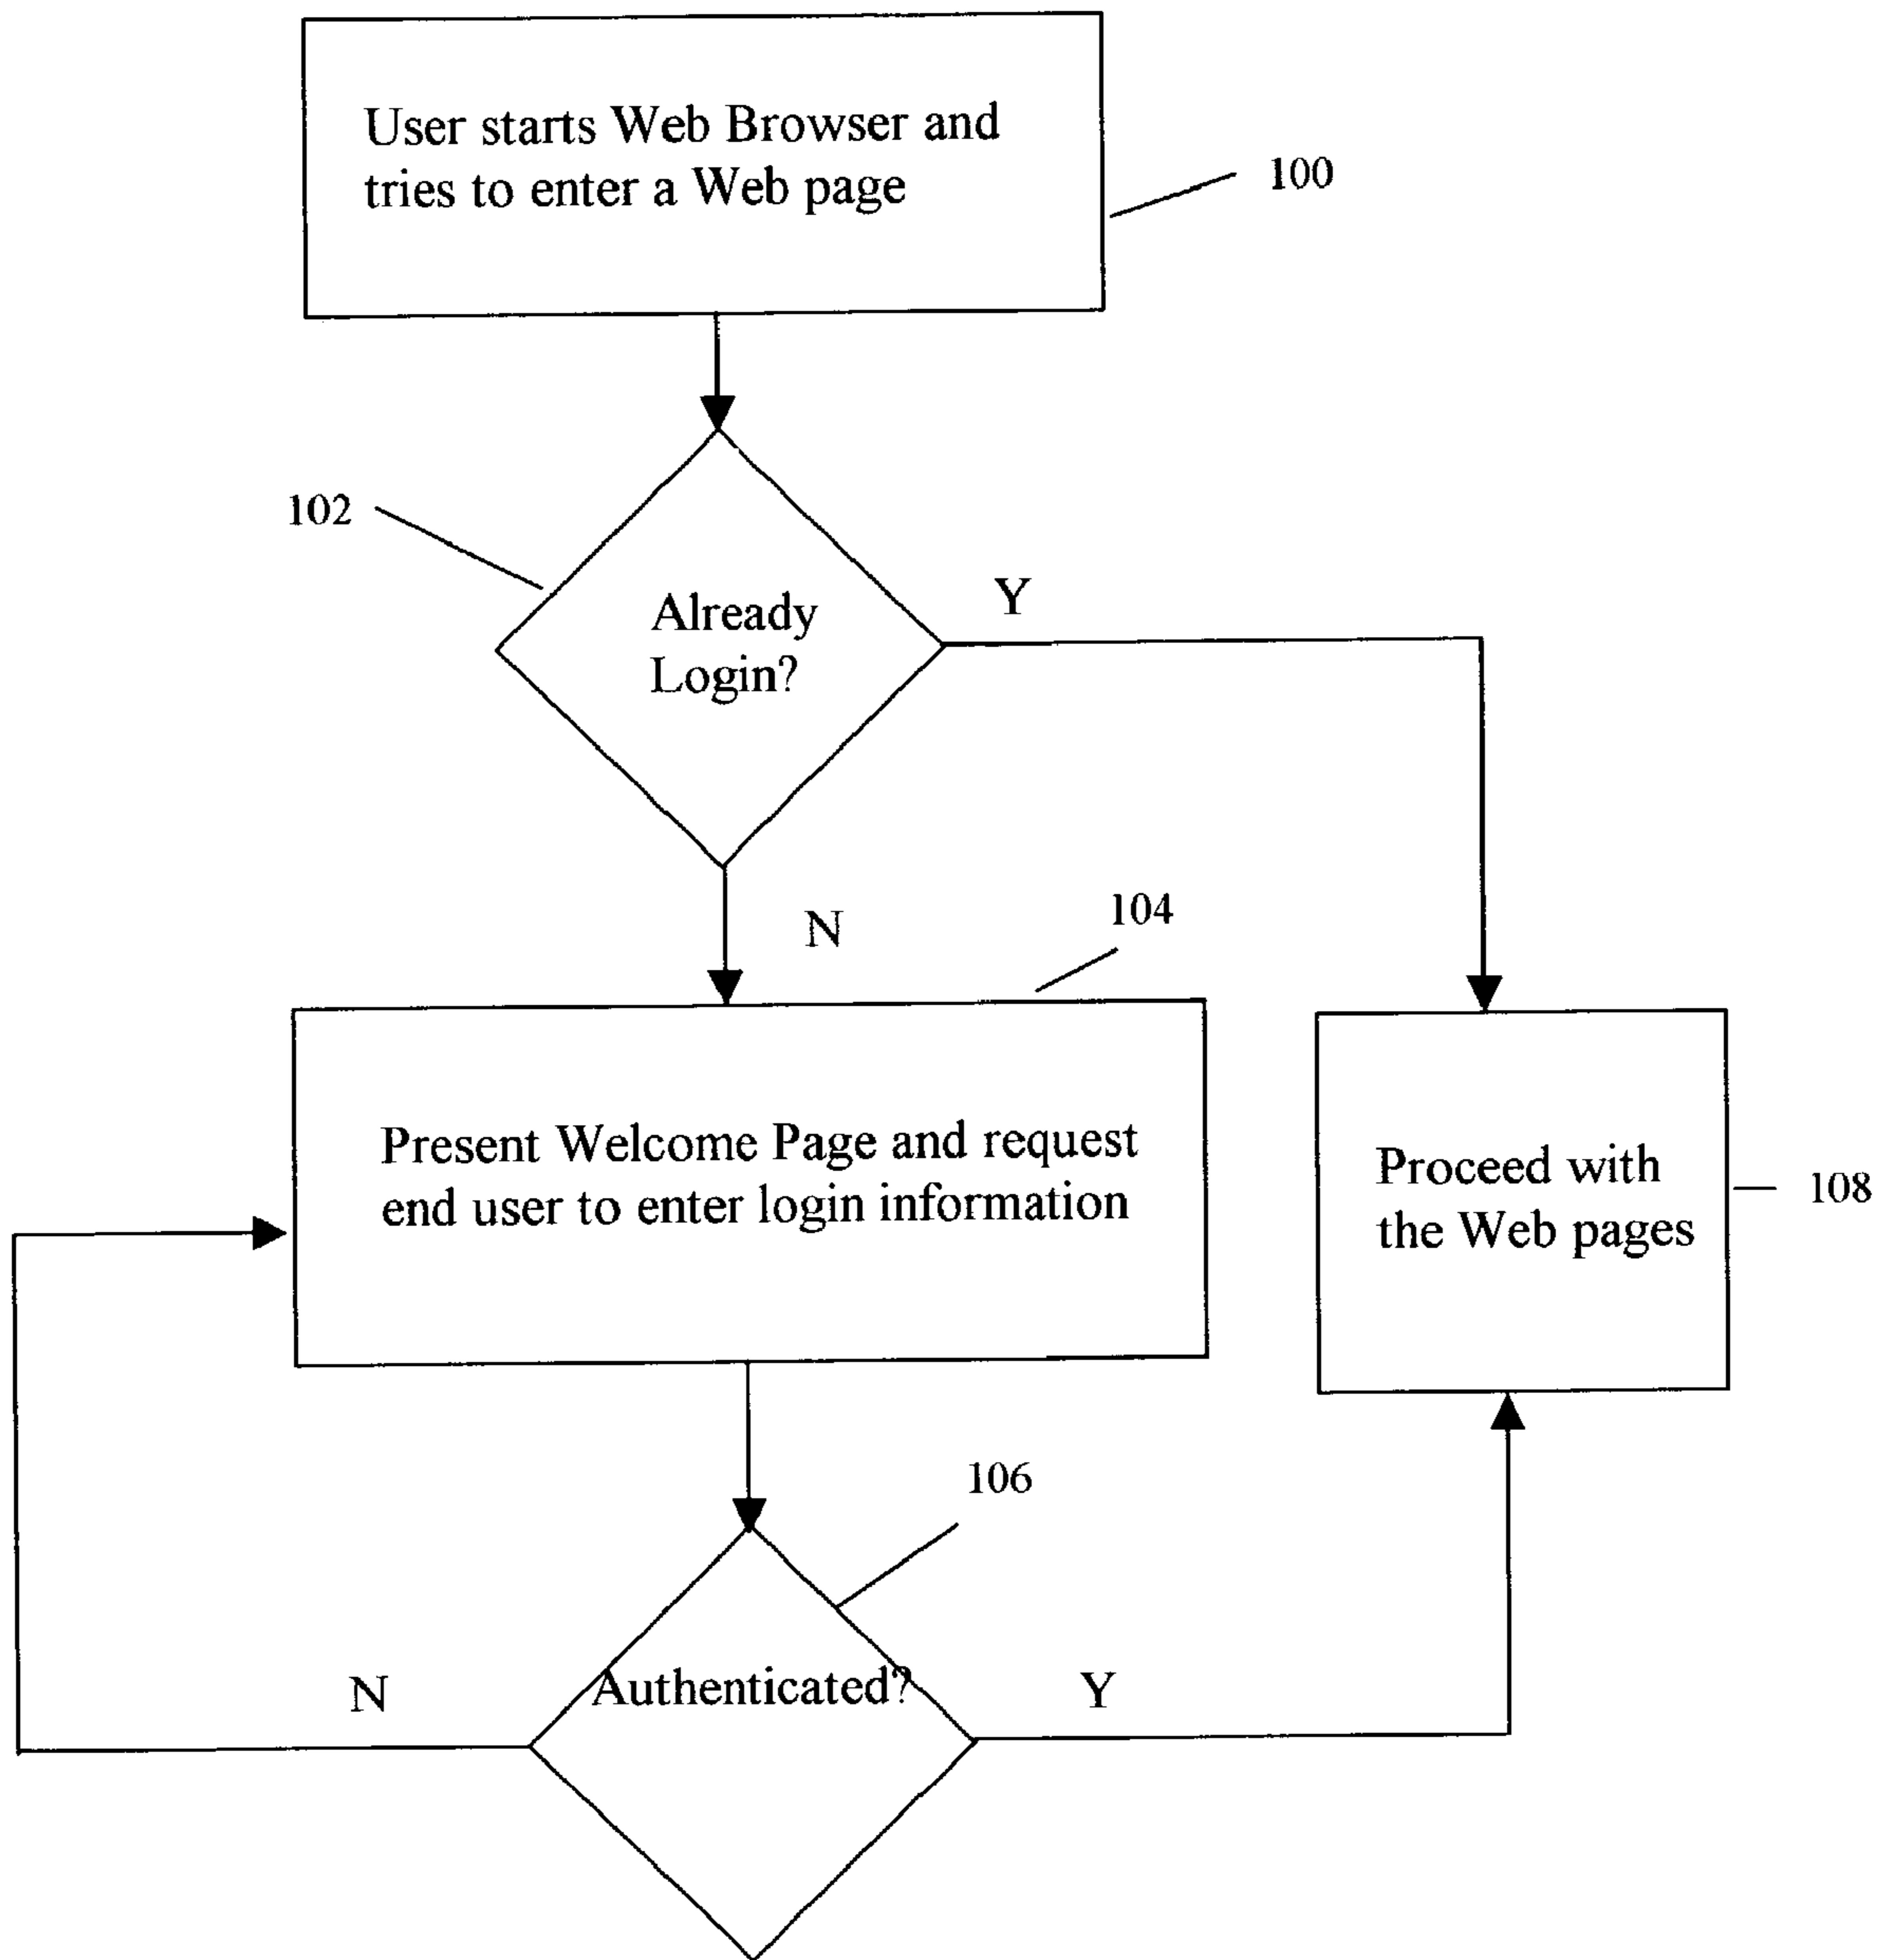 User starts Web Browser and
tries to enter a Web page
100
102
Already
Login?
Y
N
104
Present Welcome Page and request
end user to enter login information
Proceed with
the Web pages
108
106
Authenticated?
N
Y